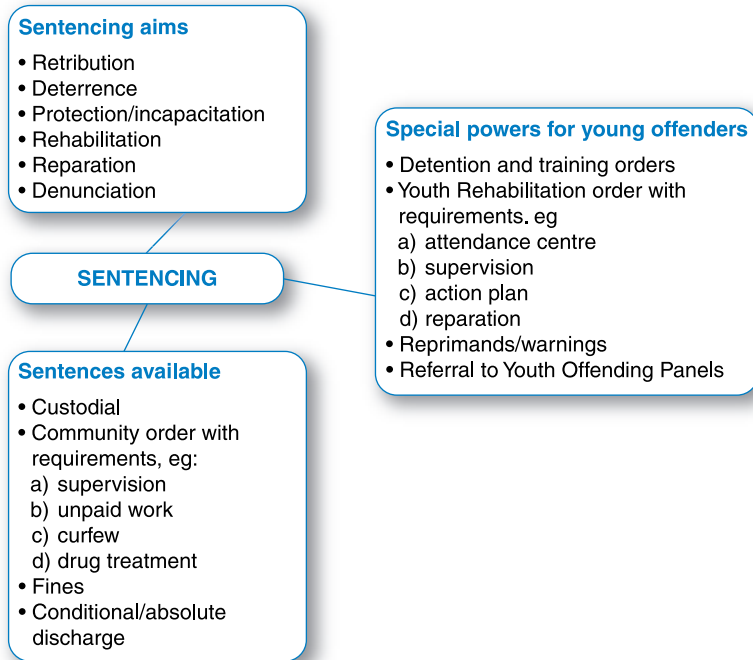 Sentencing aims
• Retribution
• Deterrence
• Protection/incapacitation
• Rehabilitation
• Reparation
• Denunciation
SENTENCING
Sentences available
• Custodial
• Community order with
requirements, eg:
a) supervision
b) unpaid work
c) curfew
d) drug treatment
• Fines
• Conditional/absolute
discharge
Special powers for young offenders
• Detention and training orders
• Youth Rehabilitation order with
requirements. eg
a) attendance centre
b) supervision
c) action plan
d) reparation
• Reprimands/warnings
• Referral to Youth Offending Panels